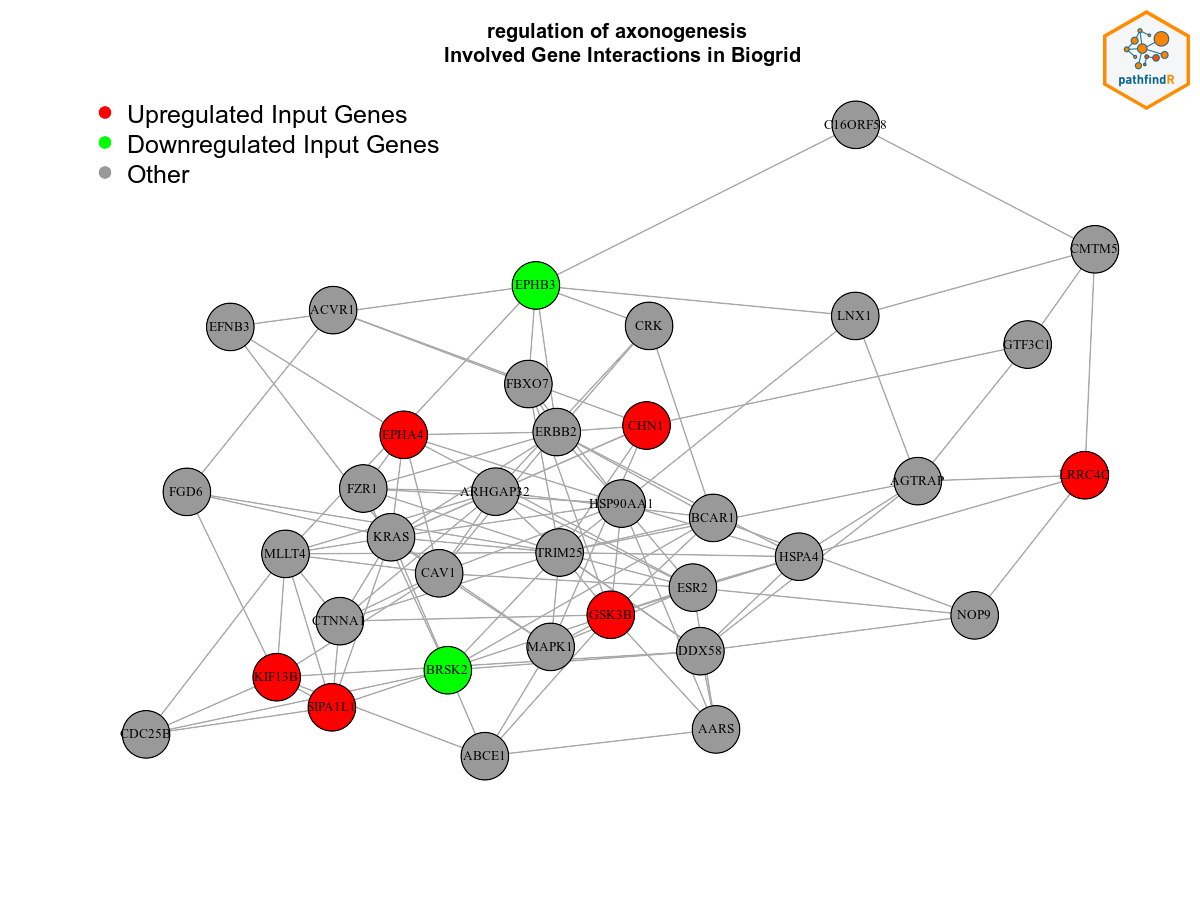 regulation of axonogenesis
Involved Gene Interactions in Biogrid
pathfindR
Upregulated Input Genes
Downregulated Input Genes
Other
C16ORF58
CMTM5
EPHB3
ACVR1
EFNB3
CRK
LNX1
GTF3C1
FBXO7
CHN1
ERBB2
EPHA4
LRRC4C
AGTRAP
FZR1
FGD6
ARHGAP32
HSP90AA1
BCAR1
KRAS
MLLT4
TRIM25
HSPA4
CAV1
ESR2
GSK3B
NOP9
CTNNA1
MAPK1
DDX58
BRSK2
KIF13B
SIPA1L1
AARS
CDC25B
ABCE1